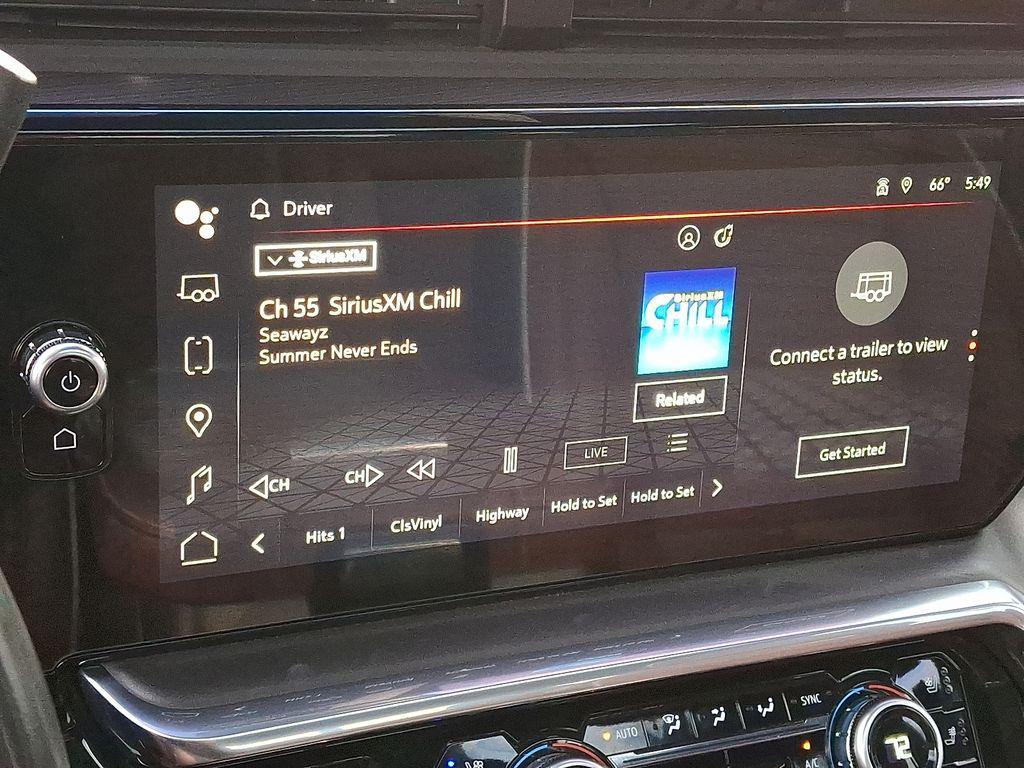 Driver
66° 5:49
SiriusXM
Ch 55 SiriusXM Chill
Seawayz
Summer Never Ends
SiriusXM
CHILL
Related
Connect a trailer to view
status.
Get Started
CH
CH
LIVE
Hits 1
ClsVinyl
Highway
Hold to Set
Hold to Set
AUTO
SYNC
A/C
72